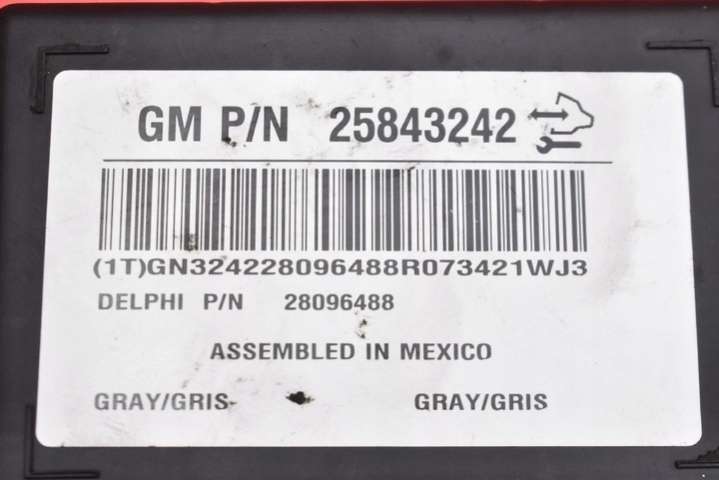 GM P/N 25843242
(1T)GN324228096488R073421WJ3
DELPHI P/N 28096488
ASSEMBLED IN MEXICO
GRAY/GRIS GRAY/GRIS